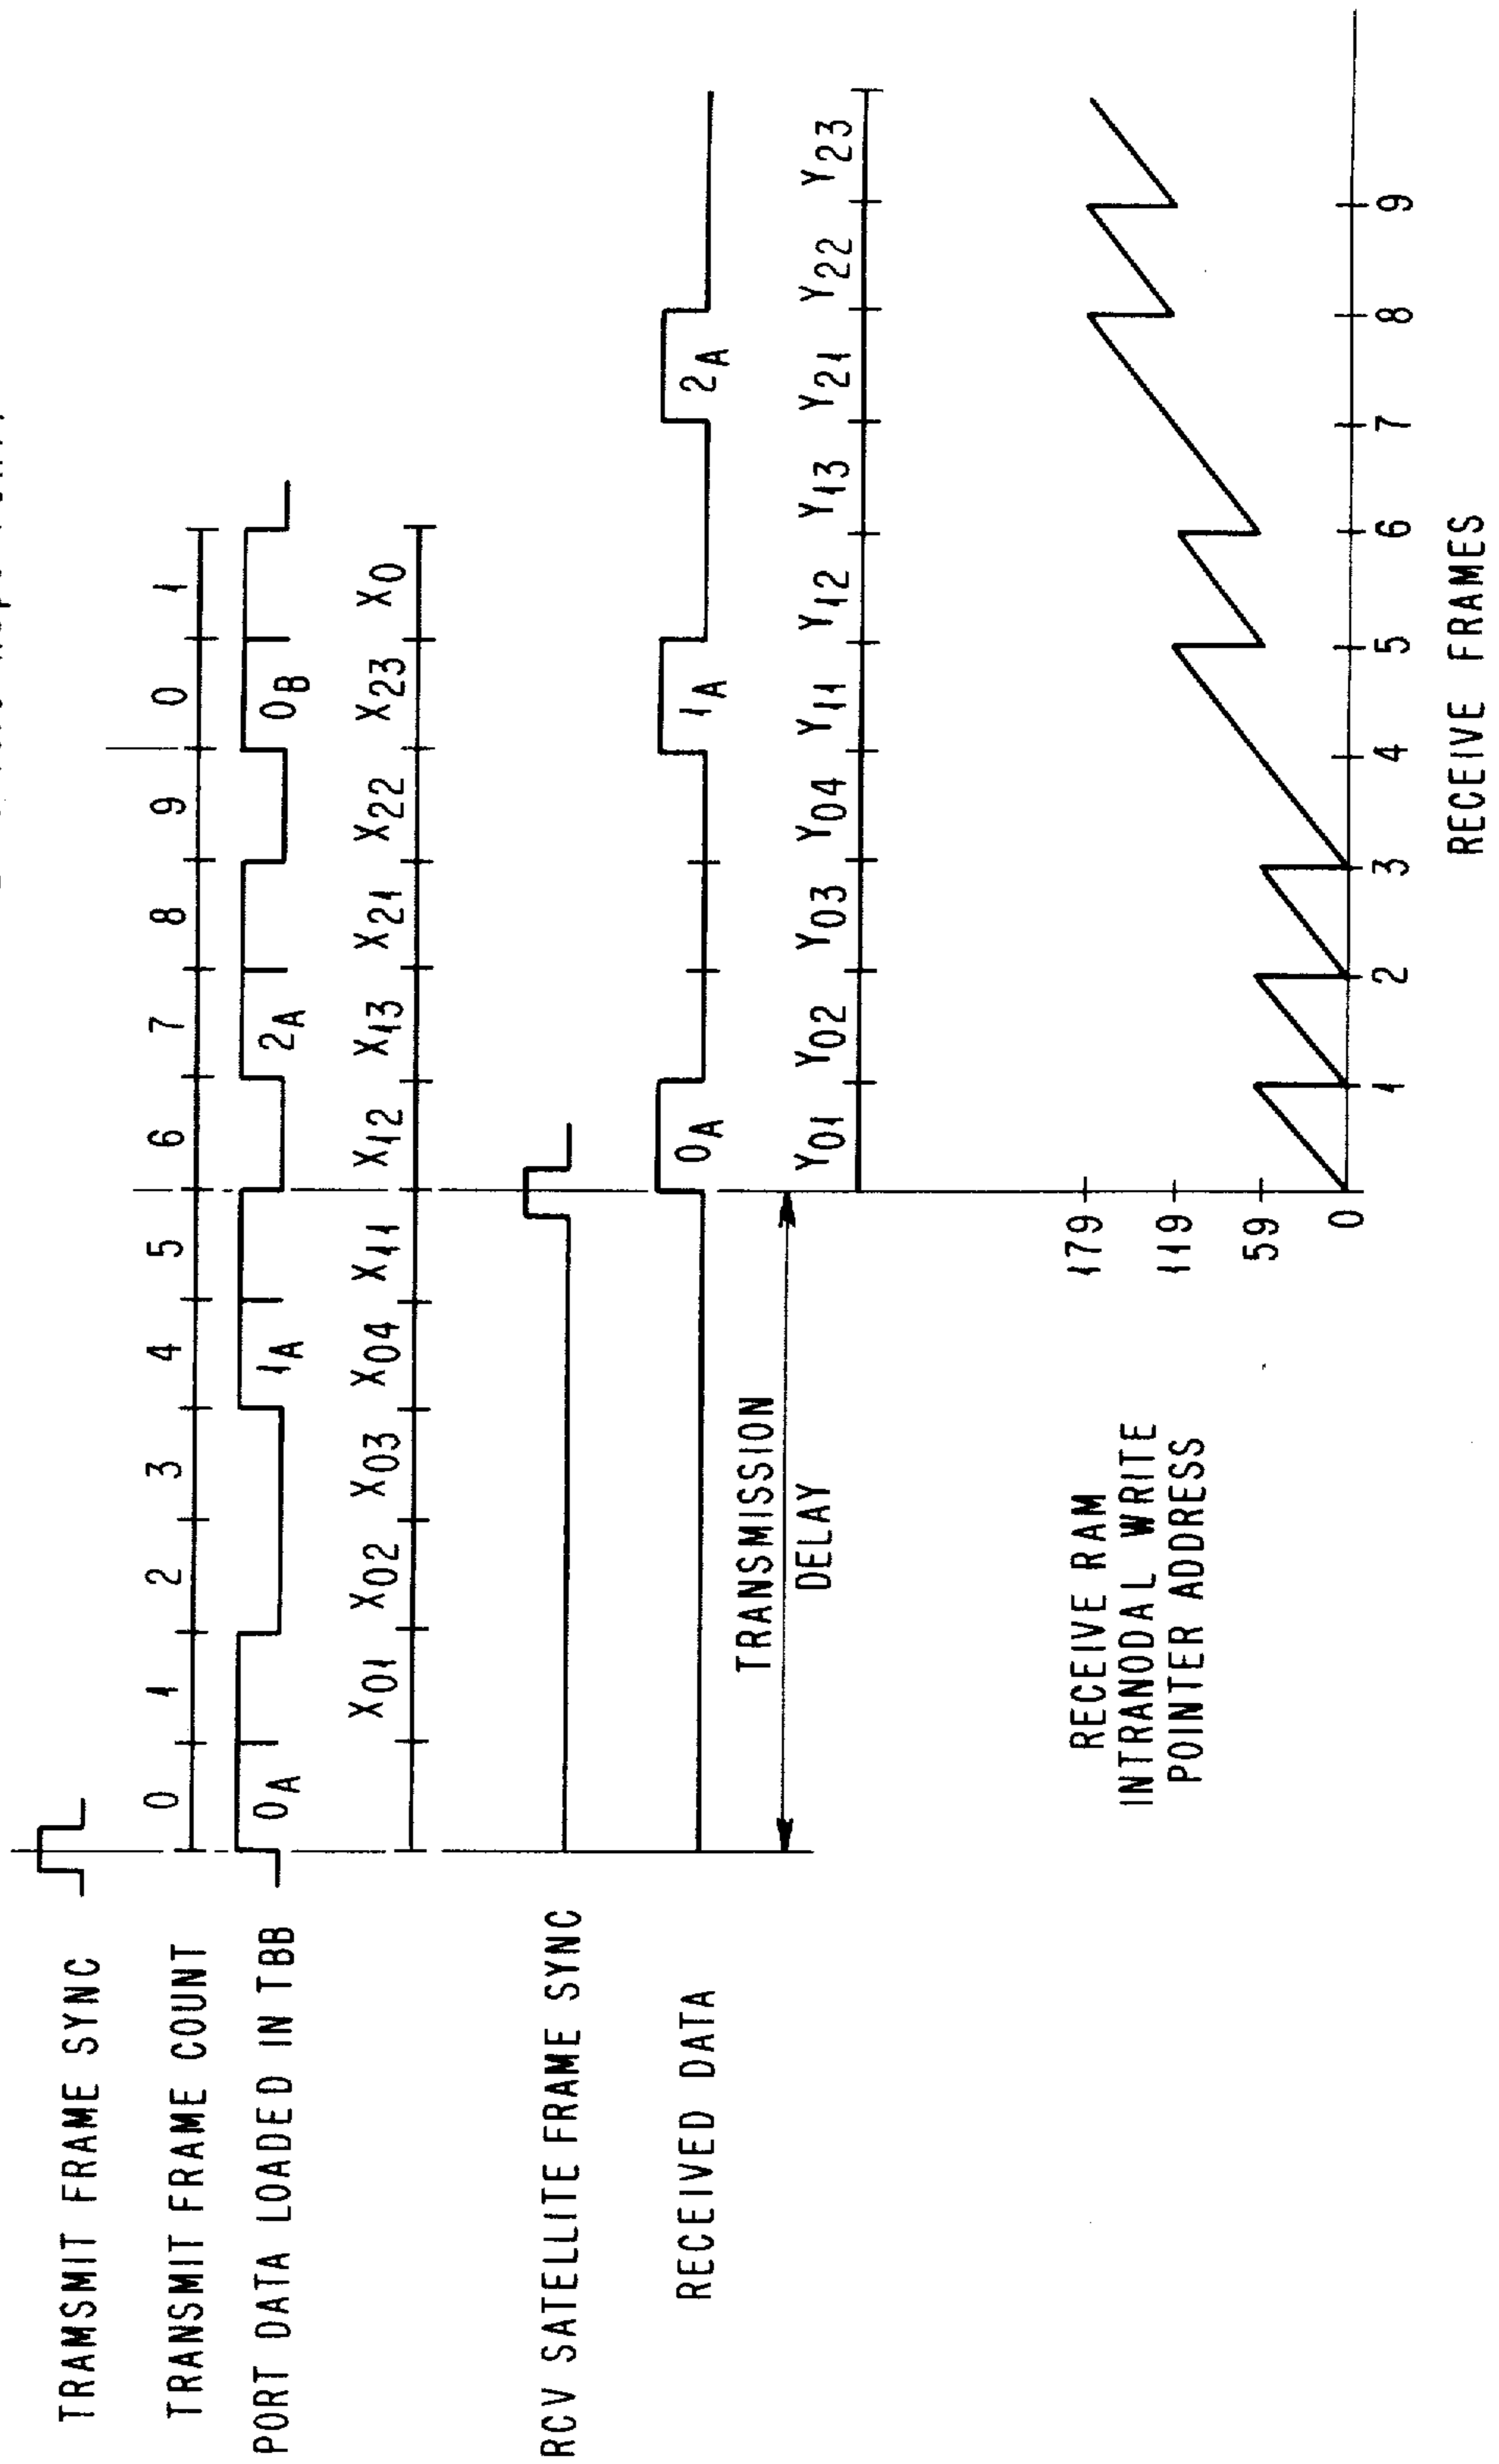 TRAMSMIT FRAME SYNC
TRANSMIT FRAME COUNT
0 1 2 3 4 5 6 7 8 9 0 1
PORT DATA LOADED IN TBB
0A 1A 2A 0B
X01 X02 X03 X04 X11 X12 X13 X21 X22 X23 X0
RCV SATELLITE FRAME SYNC
RECEIVED DATA
0A 1A 2A
TRANSMISSION
DELAY
Y01 Y02 Y03 Y04 Y11 Y12 Y13 Y21 Y22 Y23
RECEIVE RAM
INTRANODAL WRITE
POINTER ADDRESS
179
119
59
0
1 2 3 4 5 6 7 8 9
RECEIVE FRAMES